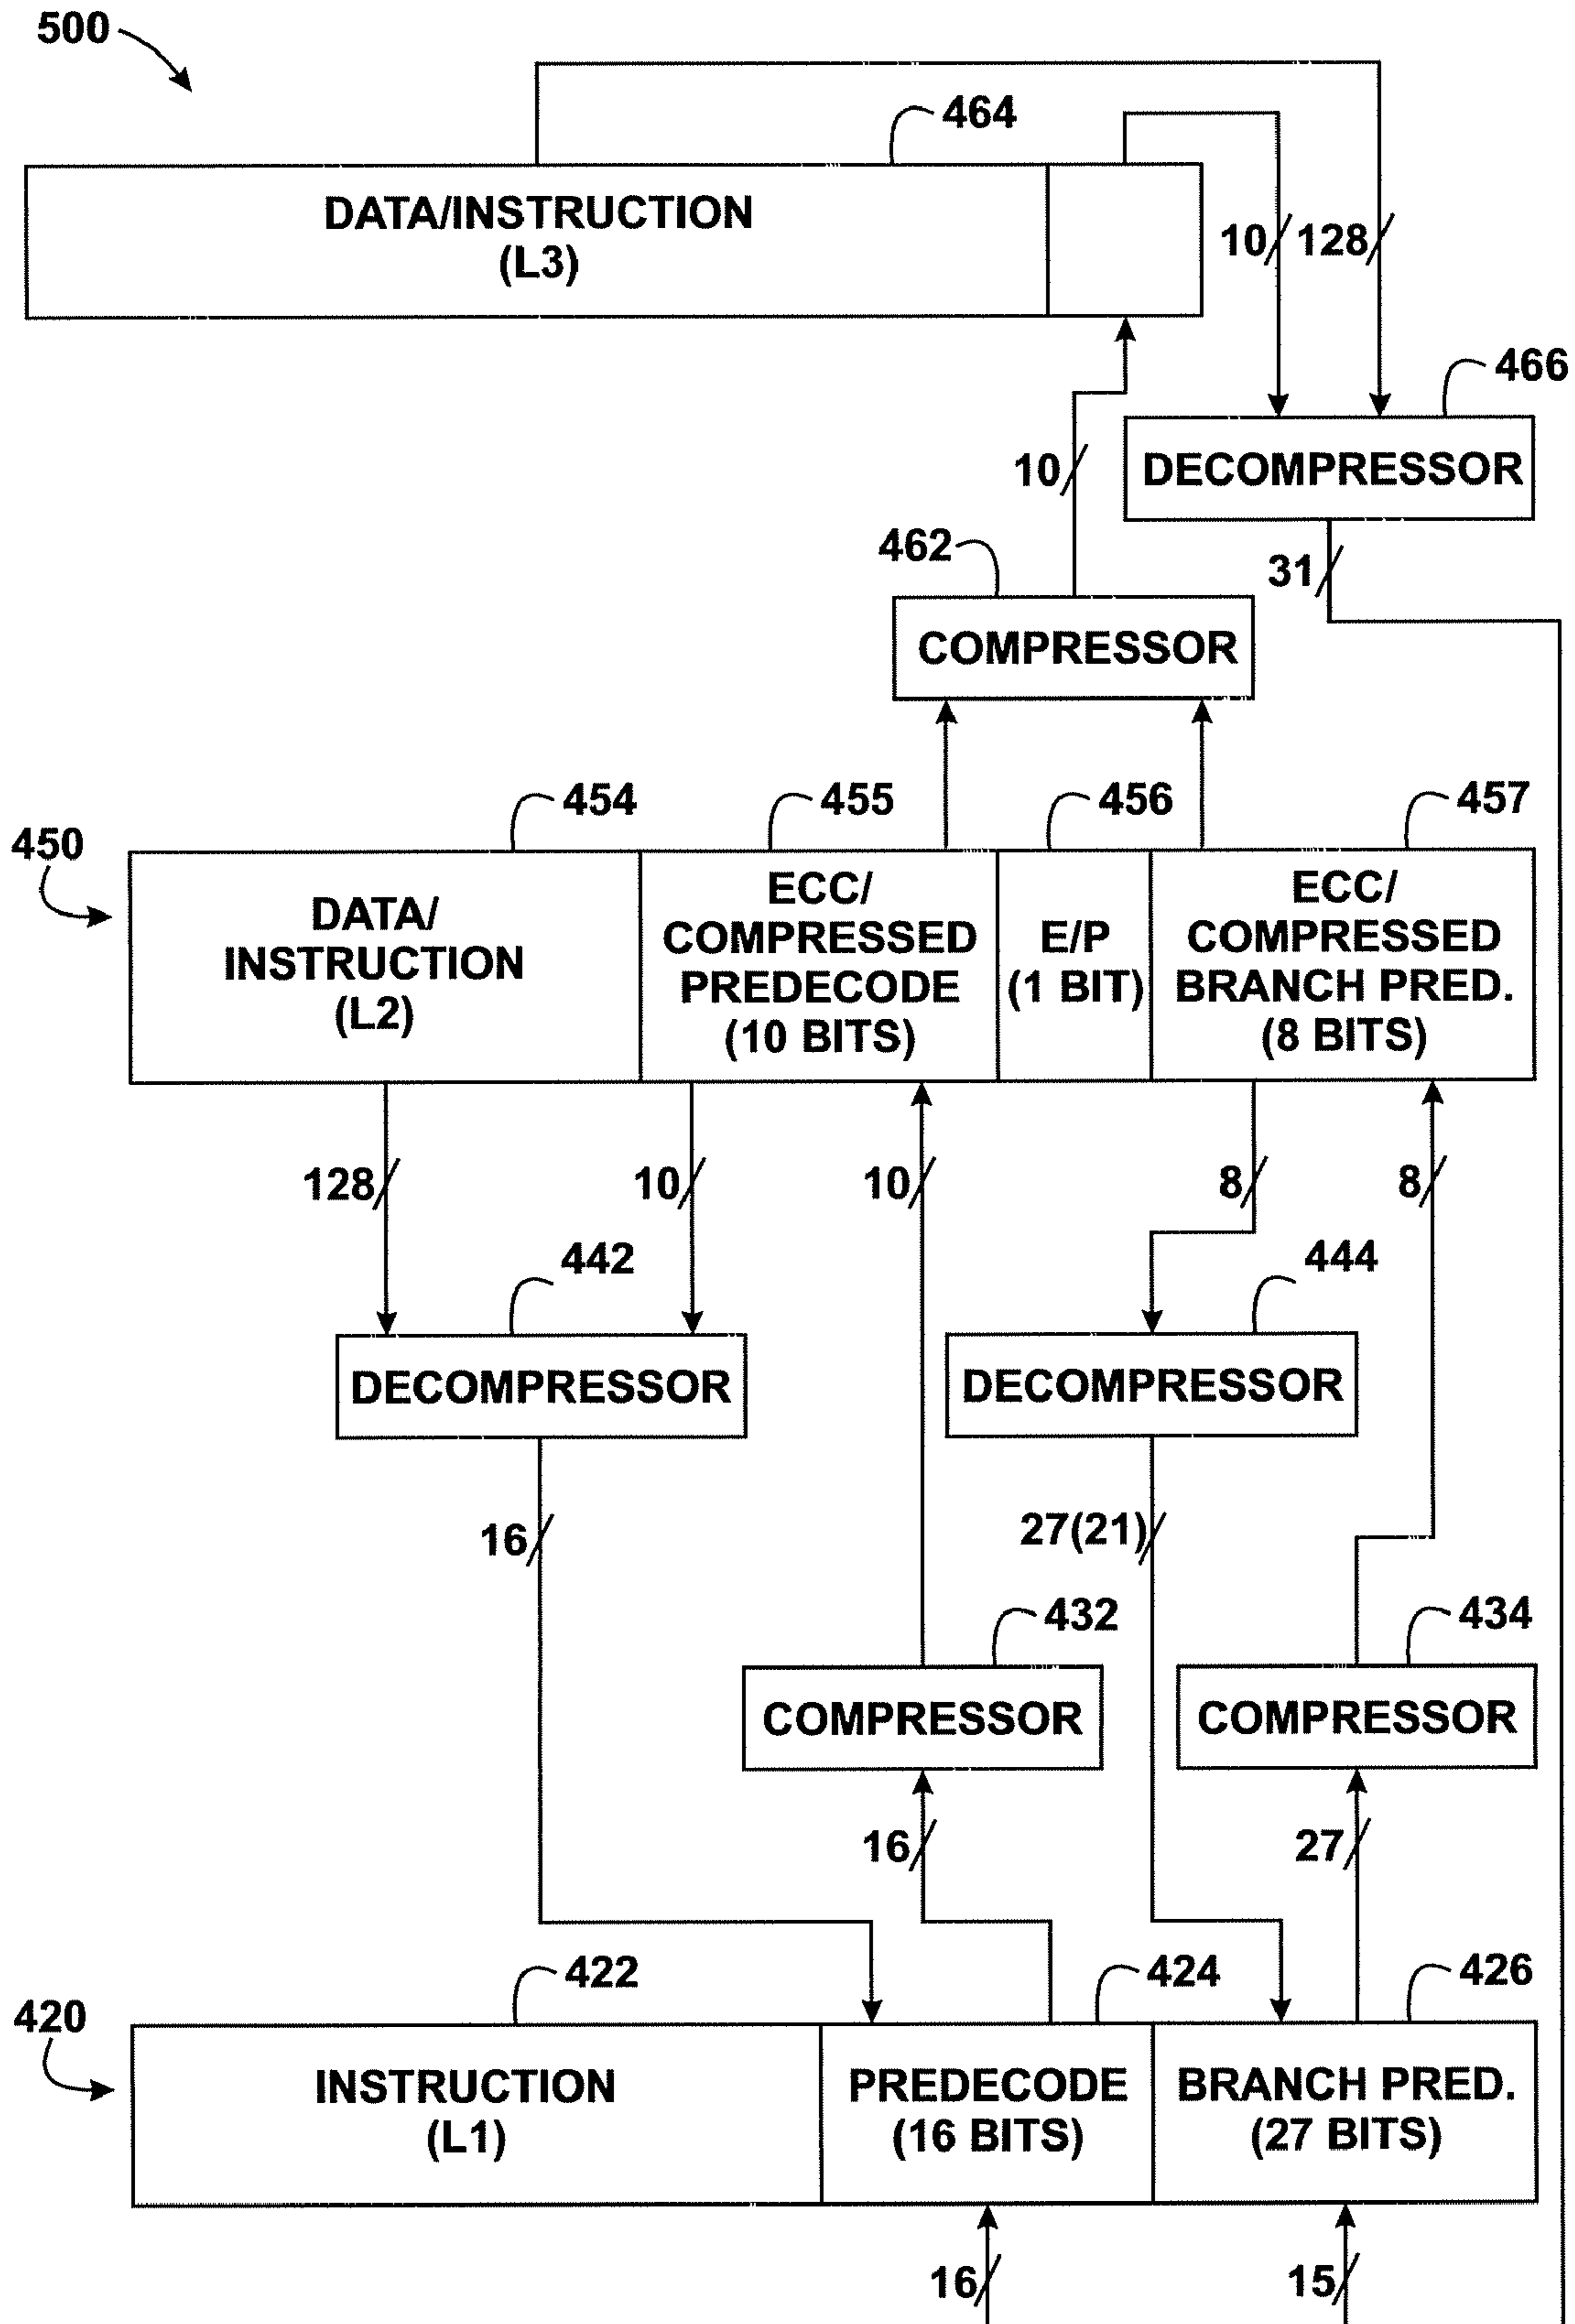 500
464
DATA/INSTRUCTION
(L3)
10
128
466
DECOMPRESSOR
10
462
31
COMPRESSOR
450
454
455
456
457
DATA/
INSTRUCTION
(L2)
ECC/
COMPRESSED
PREDECODE
(10 BITS)
E/P
(1 BIT)
ECC/
COMPRESSED
BRANCH PRED.
(8 BITS)
128
10
10
8
8
442
444
DECOMPRESSOR
DECOMPRESSOR
16
27(21)
432
434
COMPRESSOR
COMPRESSOR
16
27
420
422
424
426
INSTRUCTION
(L1)
PREDECODE
(16 BITS)
BRANCH PRED.
(27 BITS)
16
15